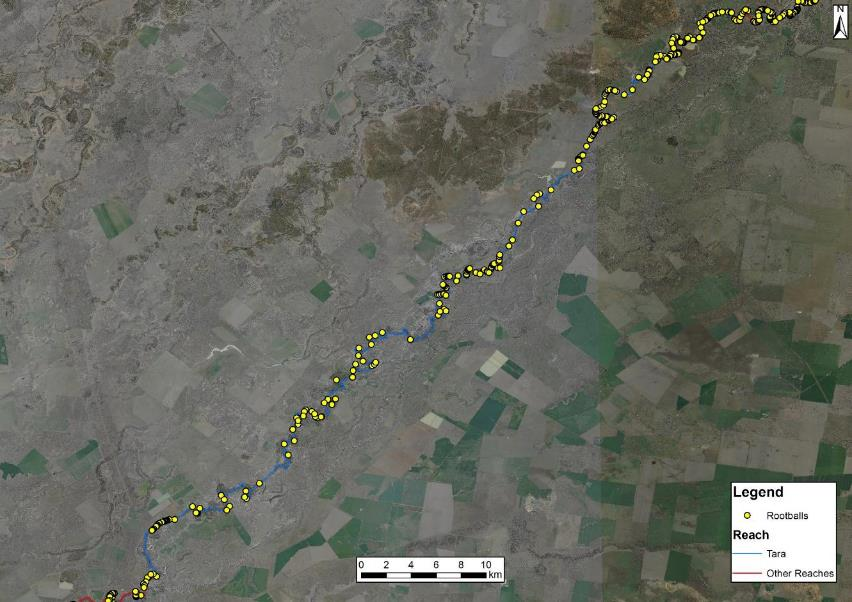 N
Legend
Rootballs
Reach
Tara
Other Reaches
0 2 4 6 8 10
km